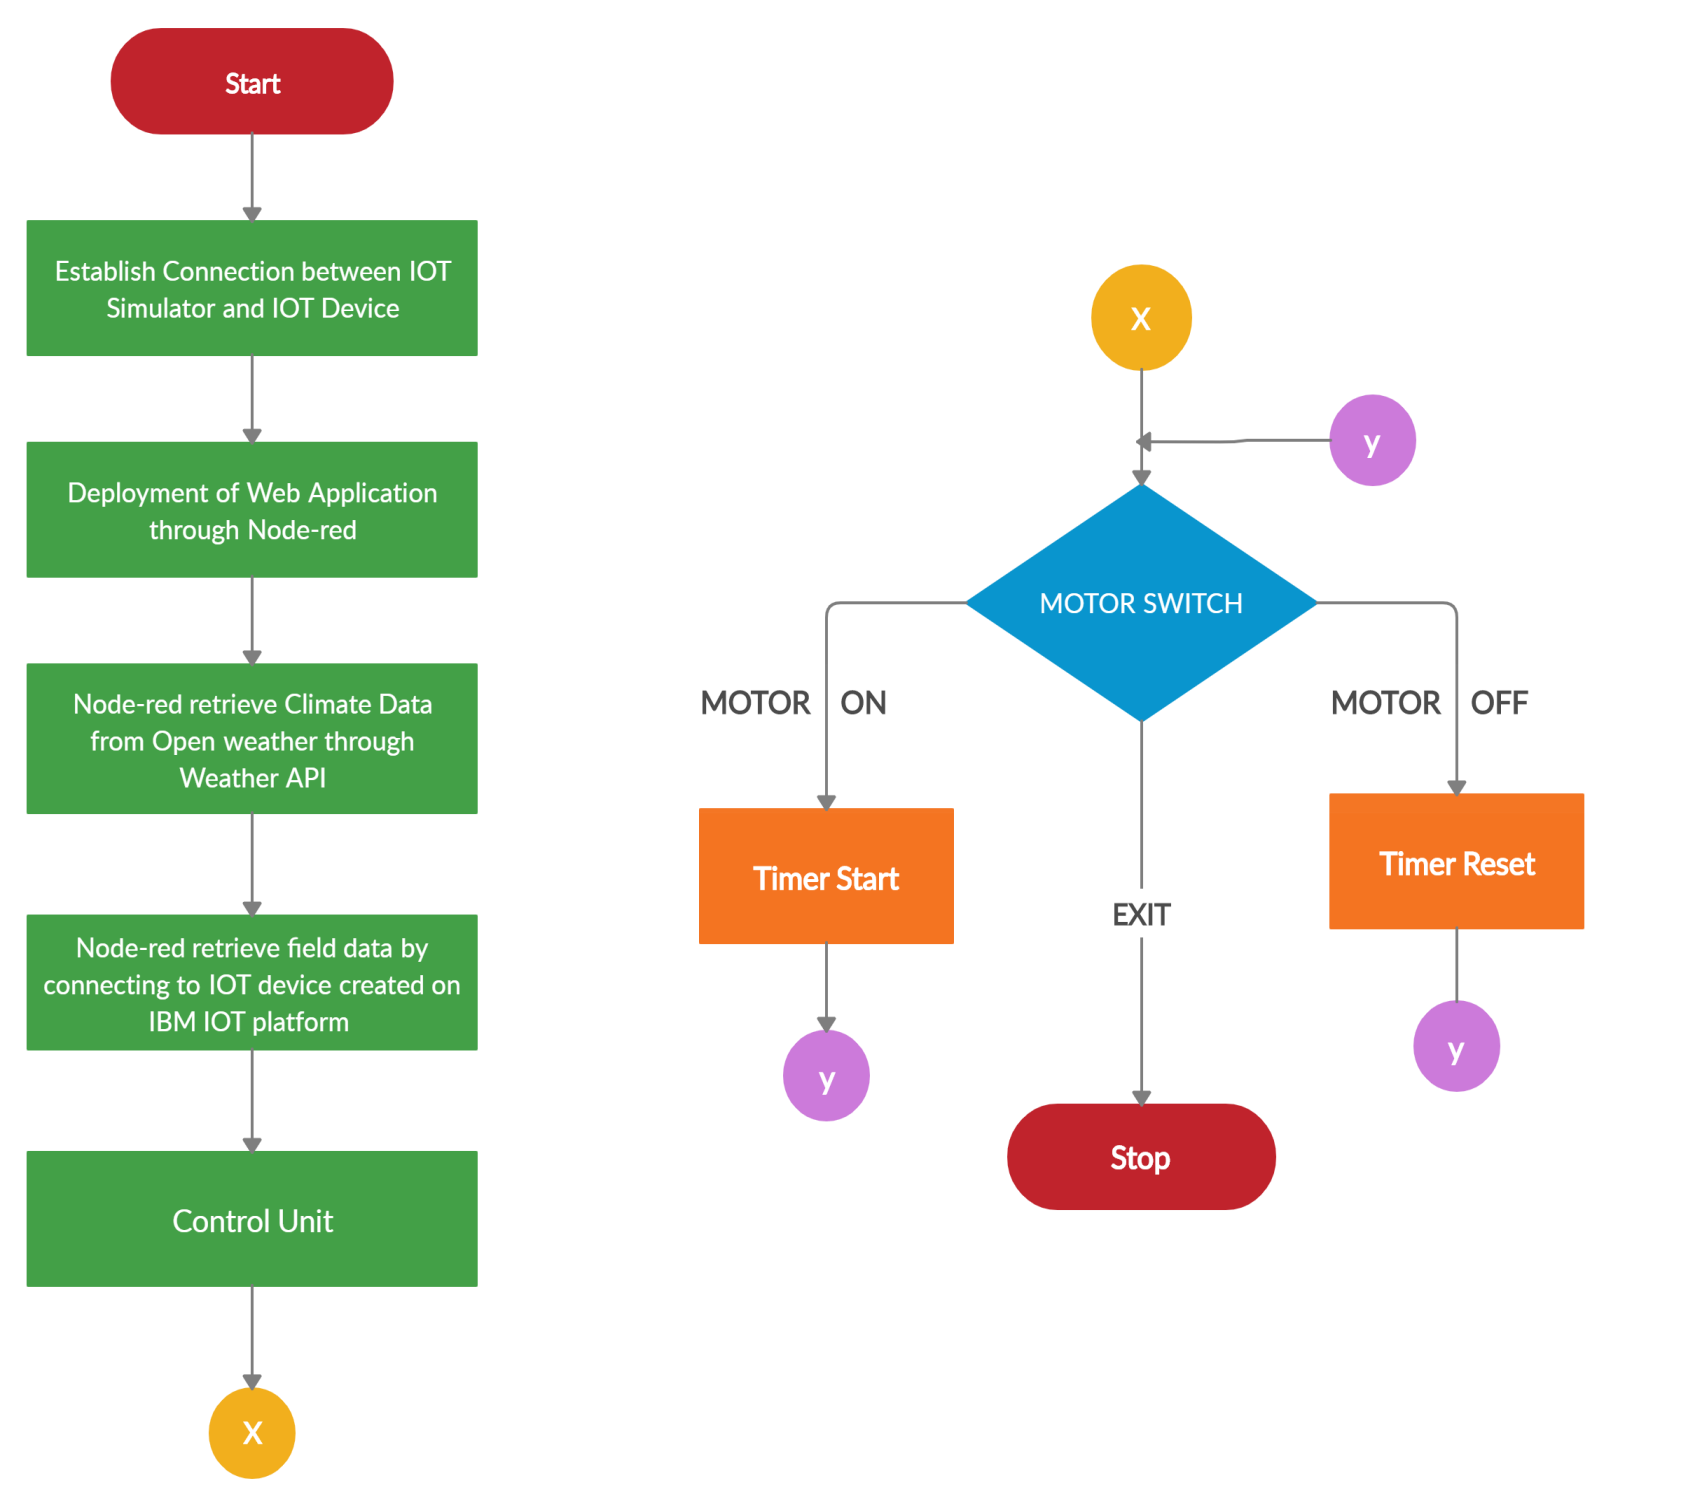 Start
Establish Connection between IOT
Simulator and IOT Device
Deployment of Web Application
through Node-red
Node-red retrieve Climate Data
from Open weather through
Weather API
Node-red retrieve field data by
connecting to IOT device created on
IBM IOT platform
Control Unit
X
X
y
MOTOR SWITCH
MOTOR ON
MOTOR OFF
Timer Start
EXIT
Timer Reset
y
y
Stop